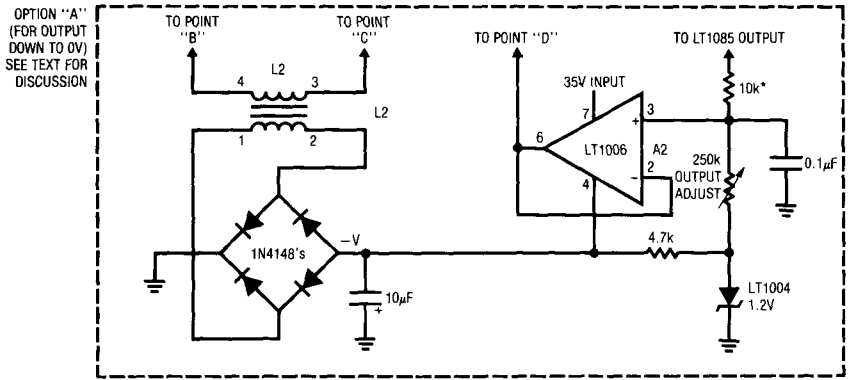 OPTION "A"
(FOR OUTPUT
DOWN TO 0V)
SEE TEXT FOR
DISCUSSION
TO POINT
"B"
TO POINT
"C"
TO POINT "D"
TO LT1085 OUTPUT
L2
4
3
L2
1
2
35V INPUT
7
3
+
10k*
6
LT1006
A2
2
–
4
250k
OUTPUT
ADJUST
0.1µF
1N4148's
–V
4.7k
10µF
+
LT1004
1.2V